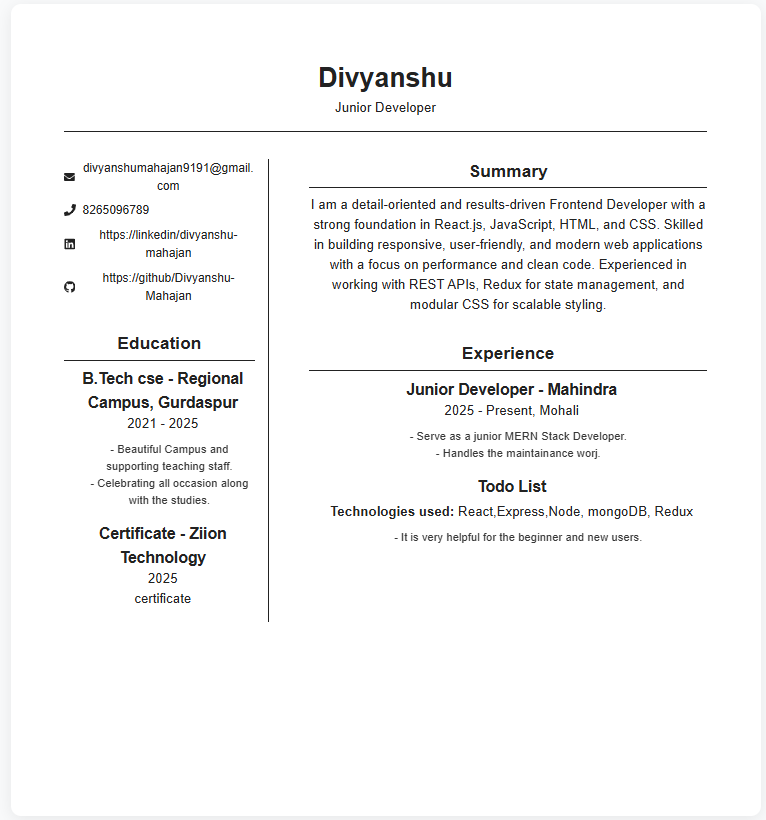 Divyanshu
Junior Developer
divyanshumahajan9191@gmail.
com
8265096789
https://linkedin/divyanshu-
mahajan
https://github/Divyanshu-
Mahajan
Education
B.Tech cse - Regional
Campus, Gurdaspur
2021 - 2025
- Beautiful Campus and
supporting teaching staff.
- Celebrating all occasion along
with the studies.
Certificate - Ziion
Technology
2025
certificate
Summary
I am a detail-oriented and results-driven Frontend Developer with a
strong foundation in React.js, JavaScript, HTML, and CSS. Skilled
in building responsive, user-friendly, and modern web applications
with a focus on performance and clean code. Experienced in
working with REST APIs, Redux for state management, and
modular CSS for scalable styling.
Experience
Junior Developer - Mahindra
2025 - Present, Mohali
- Serve as a junior MERN Stack Developer.
- Handles the maintainance worj.
Todo List
Technologies used: React,Express,Node, mongoDB, Redux
- It is very helpful for the beginner and new users.